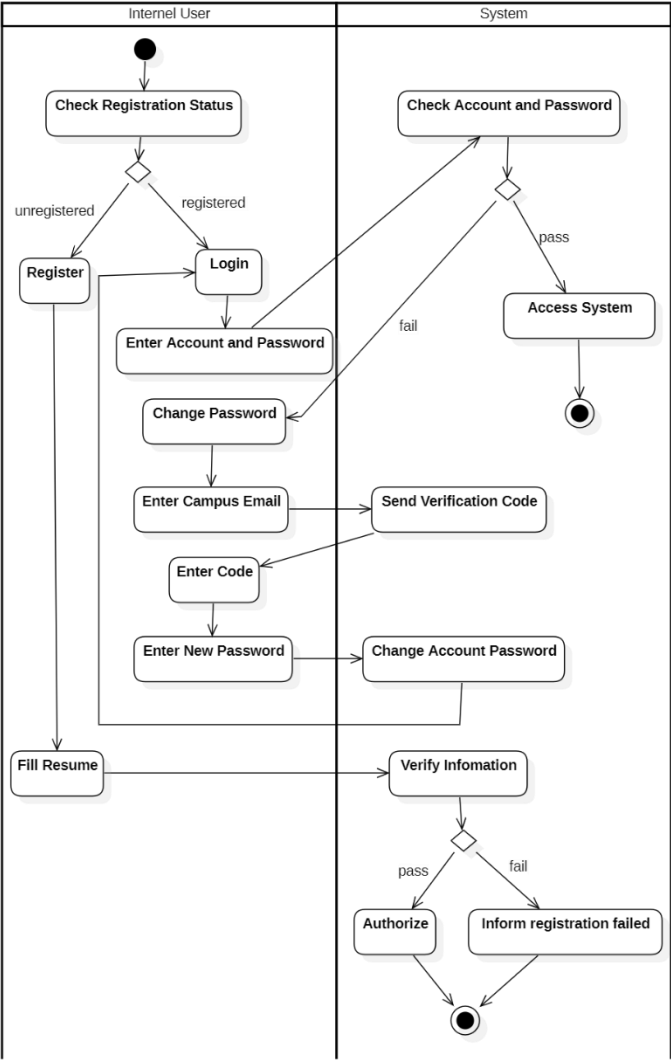 Internel User
System
Check Registration Status
Check Account and Password
unregistered
registered
pass
Register
Login
Access System
fail
Enter Account and Password
Change Password
Enter Campus Email
Send Verification Code
Enter Code
Enter New Password
Change Account Password
Fill Resume
Verify Infomation
pass
fail
Authorize
Inform registration failed